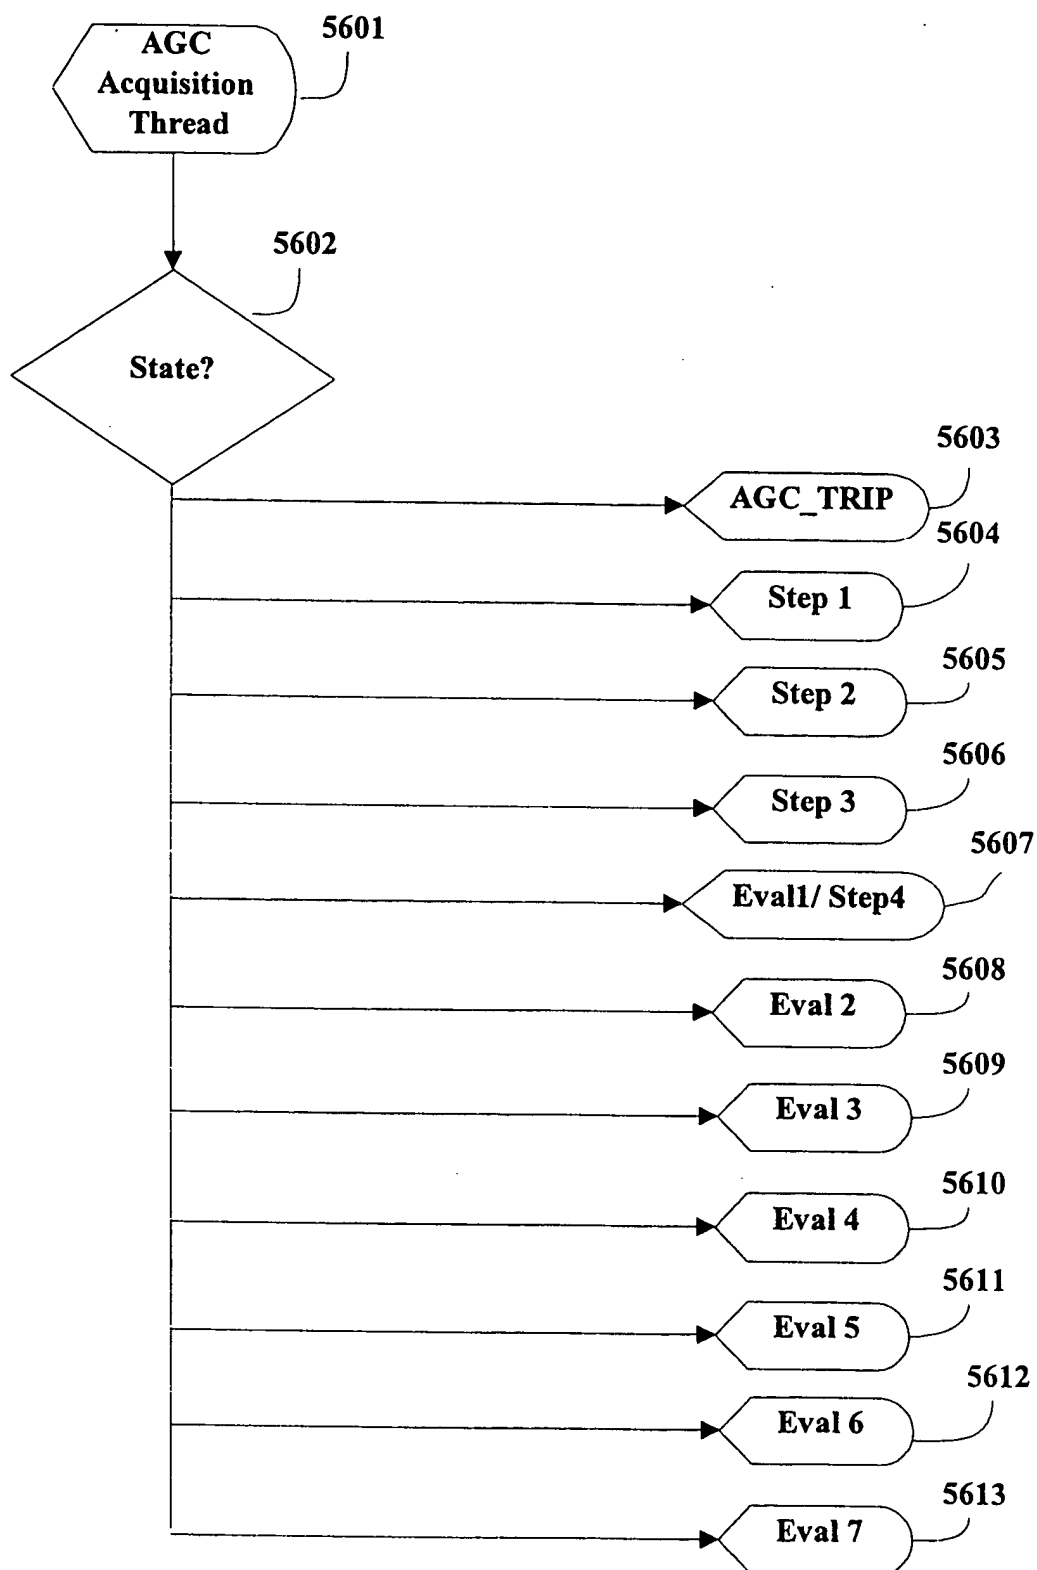 5601
AGC
Acquisition
Thread
5602
State?
5603
AGC_TRIP
5604
Step 1
5605
Step 2
5606
Step 3
5607
Eval1/ Step4
5608
Eval 2
5609
Eval 3
5610
Eval 4
5611
Eval 5
5612
Eval 6
5613
Eval 7